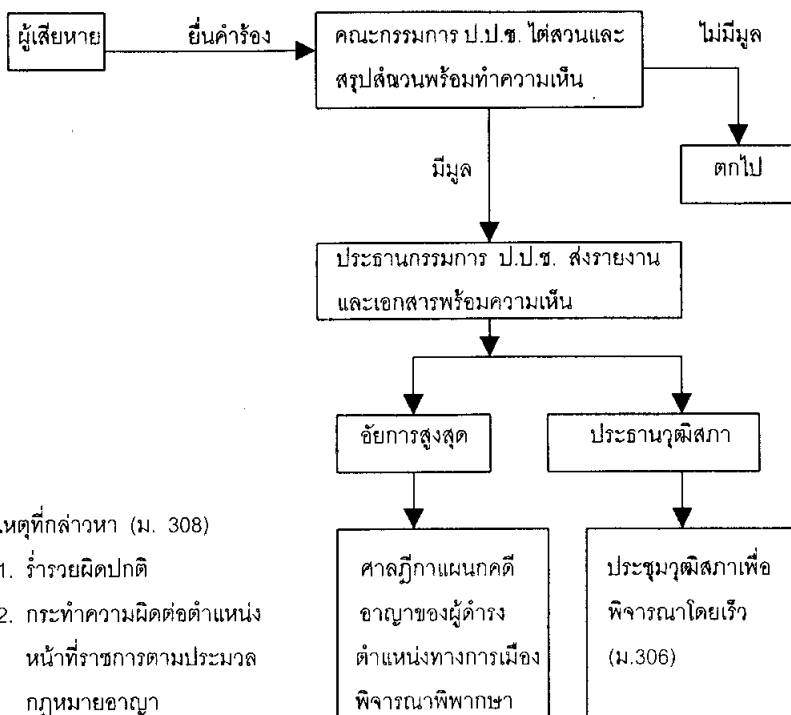 ผู้เสียหาย
ยื่นคำร้อง
คณะกรรมการ ป.ป.ช. ไต่สวนและ
สรุปสำนวนพร้อมทำความเห็น
ไม่มีมูล
ตกไป
มีมูล
ประธานกรรมการ ป.ป.ช. ส่งรายงาน
และเอกสารพร้อมความเห็น
อัยการสูงสุด
ประธานวุฒิสภา
เหตุที่กล่าวหา (ม. 308)
1. ร่ำรวยผิดปกติ
2. กระทำความผิดต่อตำแหน่ง
หน้าที่ราชการตามประมวล
กฎหมายอาญา
ศาลฎีกาแผนกคดี
อาญาของผู้ดำรง
ตำแหน่งทางการเมือง
พิจารณาพิพากษา
ประชุมวุฒิสภาเพื่อ
พิจารณาโดยเร็ว
(ม.306)